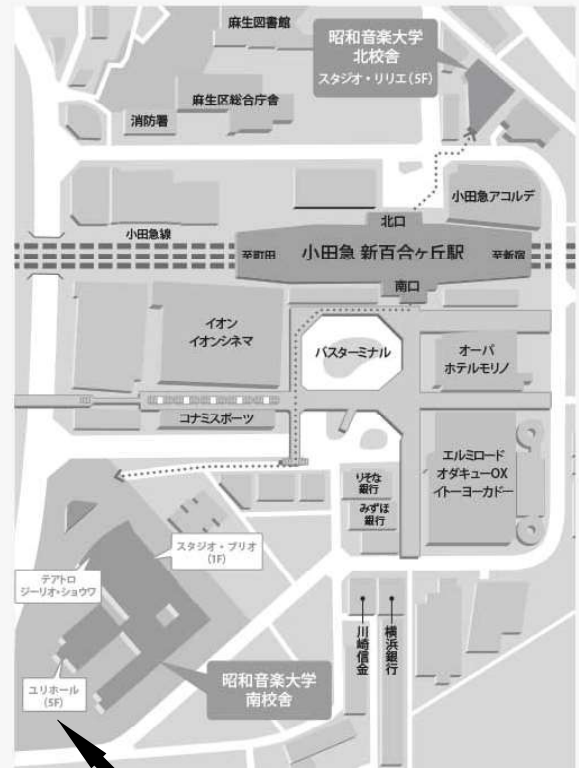 麻生図書館
昭和音楽大学
北校舎
スタジオ・リリエ(5F)
麻生区総合庁舎
消防署
小田急アコルデ
北口
小田急線
至町田
小田急 新百合ヶ丘駅
至新宿
南口
イオン
イオンシネマ
バスターミナル
オーパ
ホテルモリノ
コナミスポーツ
エルミロード
オダキューOX
イトーヨーカドー
りそな
銀行
みずほ
銀行
スタジオ・ブリオ
(1F)
テアトロ
ジーリオ・ショウワ
川崎信金
横浜銀行
昭和音楽大学
南校舎
ユリホール
(5F)